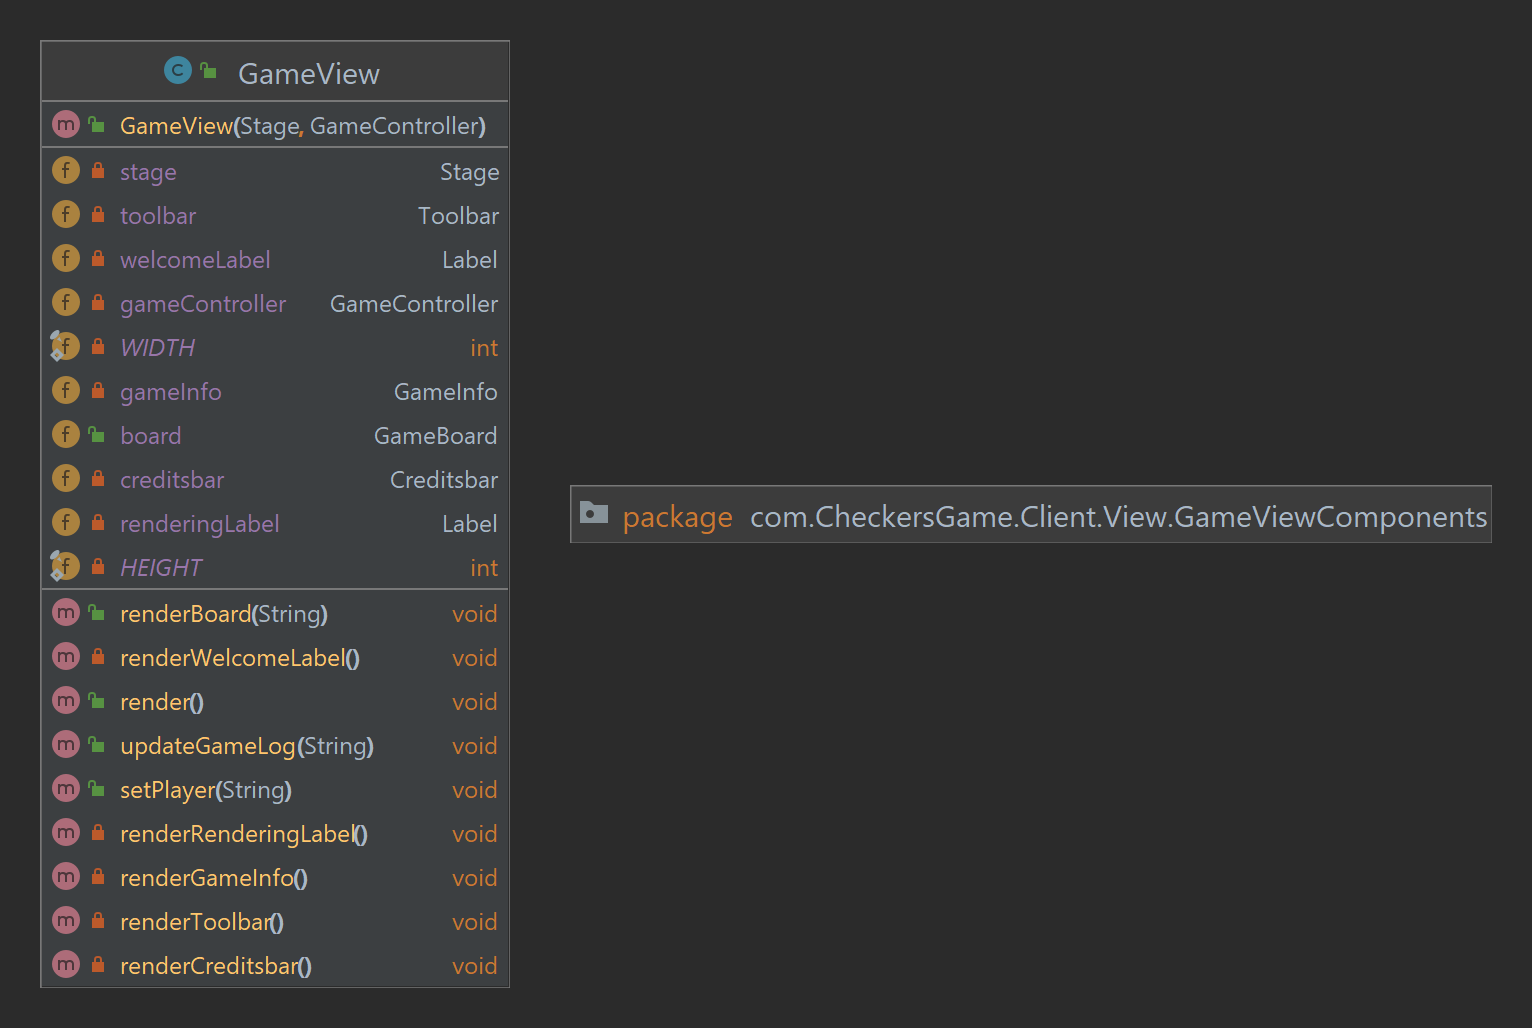 C GameView
m GameView(Stage, GameController)
f stage Stage
f toolbar Toolbar
f welcomeLabel Label
f gameController GameController
f WIDTH int
f gameInfo GameInfo
f board GameBoard
f creditsbar Creditsbar
f renderingLabel Label
f HEIGHT int
m renderBoard(String) void
m renderWelcomeLabel() void
m render() void
m updateGameLog(String) void
m setPlayer(String) void
m renderRenderingLabel() void
m renderGameInfo() void
m renderToolbar() void
m renderCreditsbar() void
package com.CheckersGame.Client.View.GameViewComponents